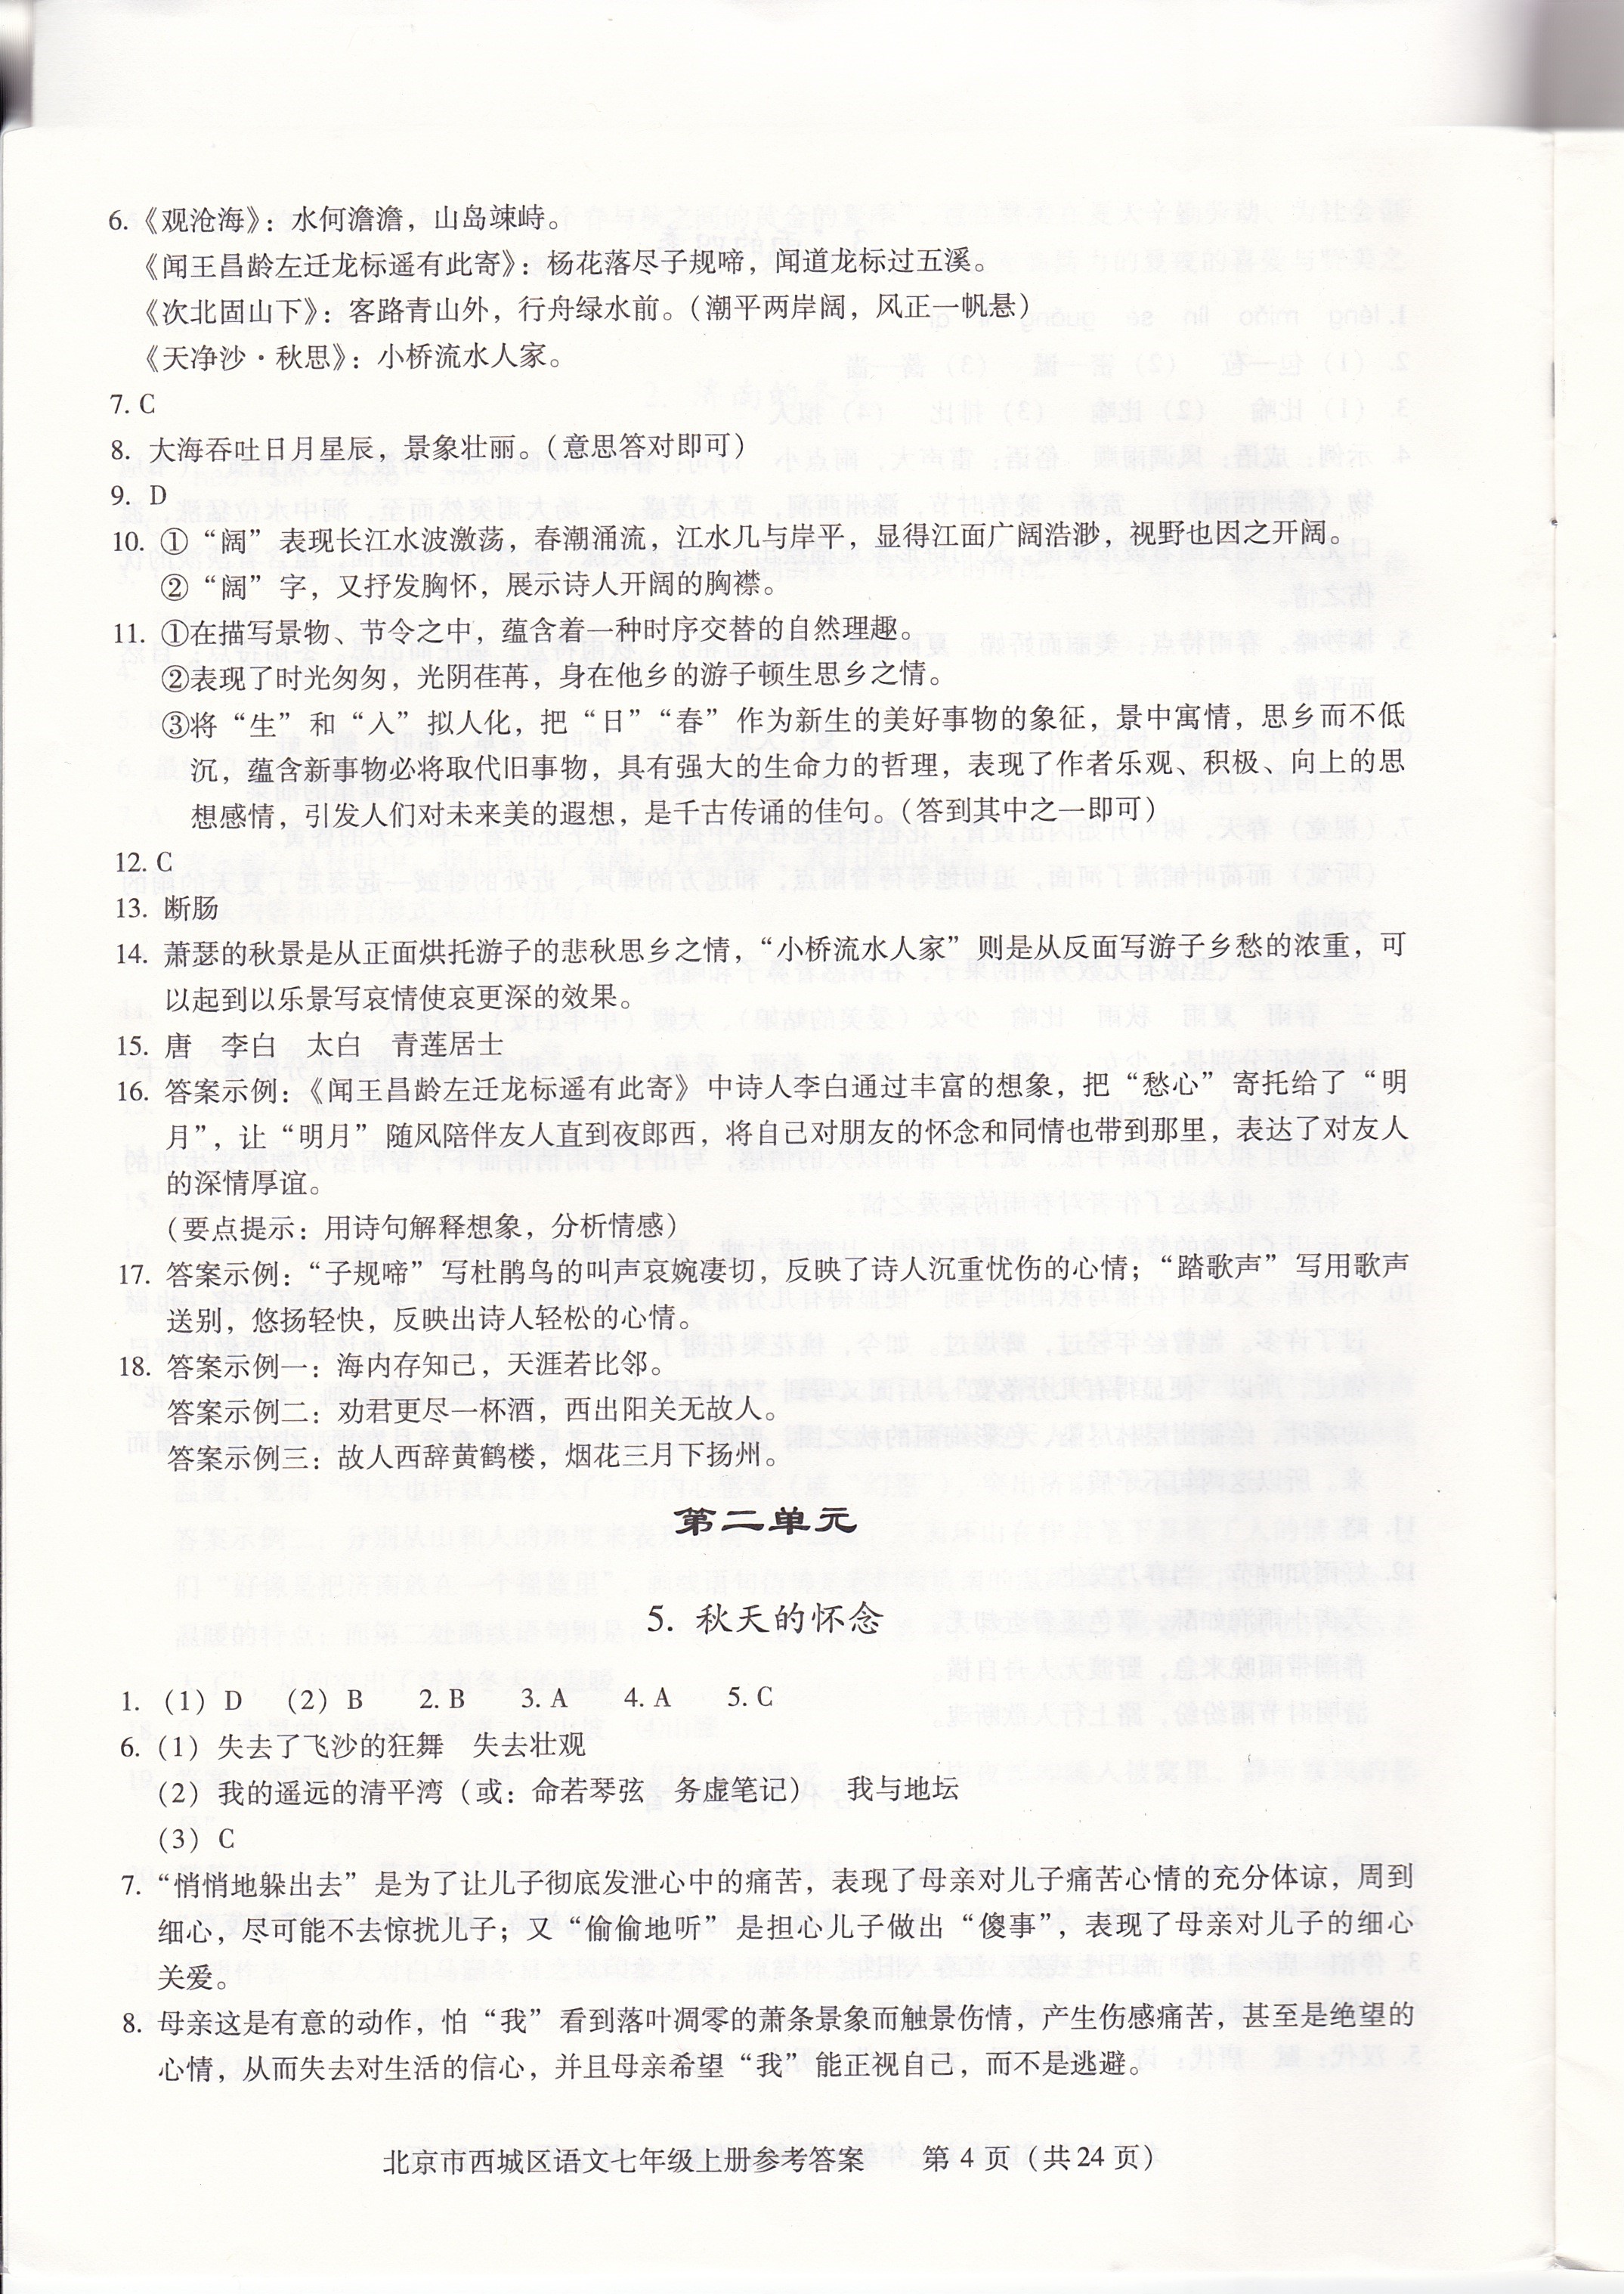 6.《观沧海》：水何澹澹，山岛竦峙。
《闻王昌龄左迁龙标遥有此寄》：杨花落尽子规啼，闻道龙标过五溪。
《次北固山下》：客路青山外，行舟绿水前。（潮平两岸阔，风正一帆悬）
《天净沙·秋思》：小桥流水人家。
7. C
8. 大海吞吐日月星辰，景象壮丽。（意思答对即可）
9. D
10. ①“阔”表现长江水波激荡，春潮涌流，江水几与岸平，显得江面广阔浩渺，视野也因之开阔。
②“阔”字，又抒发胸怀，展示诗人开阔的胸襟。
11. ①在描写景物、节令之中，蕴含着一种时序交替的自然理趣。
②表现了时光匆匆，光阴荏苒，身在他乡的游子顿生思乡之情。
③将“生”和“入”拟人化，把“日”“春”作为新生的美好事物的象征，景中寓情，思乡而不低
沉，蕴含新事物必将取代旧事物，具有强大的生命力的哲理，表现了作者乐观、积极、向上的思
想感情，引发人们对未来美的遐想，是千古传诵的佳句。（答到其中之一即可）
12. C
13. 断肠
14. 萧瑟的秋景是从正面烘托游子的悲秋思乡之情，“小桥流水人家”则是从反面写游子乡愁的浓重，可
以起到以乐景写哀情使哀更深的效果。
15. 唐 李白 太白 青莲居士
16. 答案示例：《闻王昌龄左迁龙标遥有此寄》中诗人李白通过丰富的想象，把“愁心”寄托给了“明
月”，让“明月”随风陪伴友人直到夜郎西，将自己对朋友的怀念和同情也带到那里，表达了对友人
的深情厚谊。
（要点提示：用诗句解释想象，分析情感）
17. 答案示例：“子规啼”写杜鹃鸟的叫声哀婉凄切，反映了诗人沉重忧伤的心情；“踏歌声”写用歌声
送别，悠扬轻快，反映出诗人轻松的心情。
18. 答案示例一：海内存知己，天涯若比邻。
答案示例二：劝君更尽一杯酒，西出阳关无故人。
答案示例三：故人西辞黄鹤楼，烟花三月下扬州。
第二单元
5. 秋天的怀念
1.（1）D （2）B 2. B 3. A 4. A 5. C
6.（1）失去了飞沙的狂舞 失去壮观
（2）我的遥远的清平湾（或：命若琴弦 务虚笔记） 我与地坛
（3）C
7. “悄悄地躲出去”是为了让儿子彻底发泄心中的痛苦，表现了母亲对儿子痛苦心情的充分体谅，周到
细心，尽可能不去惊扰儿子；又“偷偷地听”是担心儿子做出“傻事”，表现了母亲对儿子的细心
关爱。
8. 母亲这是有意的动作，怕“我”看到落叶凋零的萧条景象而触景伤情，产生伤感痛苦，甚至是绝望的
心情，从而失去对生活的信心，并且母亲希望“我”能正视自己，而不是逃避。
北京市西城区语文七年级上册参考答案 第 4 页（共 24 页）